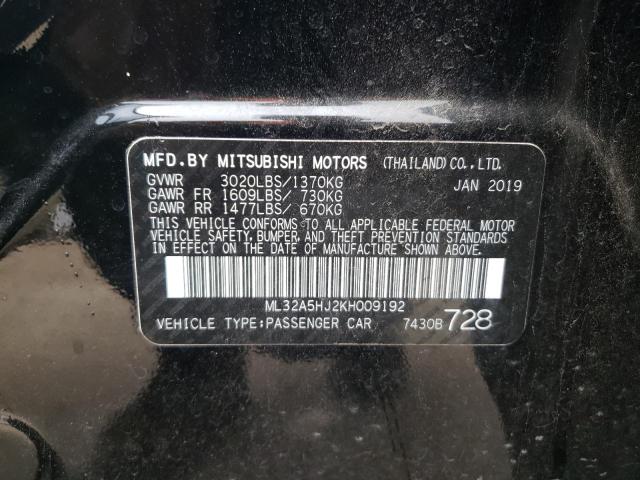 MFD.BY MITSUBISHI MOTORS (THAILAND)CO.,LTD.
GVWR 3020LBS/1370KG JAN 2019
GAWR FR 1609LBS/ 730KG
GAWR RR 1477LBS/ 670KG
THIS VEHICLE CONFORMS TO ALL APPLICABLE FEDERAL MOTOR
VEHICLE SAFETY, BUMPER, AND THEFT PREVENTION STANDARDS
IN EFFECT ON THE DATE OF MANUFACTURE SHOWN ABOVE.
ML32A5HJ2KH009192
VEHICLE TYPE:PASSENGER CAR 7430B 728